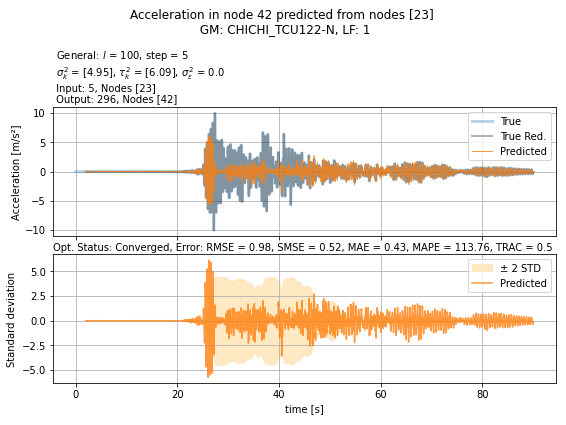 Acceleration in node 42 predicted from nodes [23]
GM: CHICHI_TCU122-N, LF: 1
General: l = 100, step = 5
σ²ₖ = [4.95], τ²ₖ = [6.09], σ²ε = 0.0
Input: 5, Nodes [23]
Output: 296, Nodes [42]
Acceleration [m/s²]
10
5
0
−5
−10
True
True Red.
Predicted
Opt. Status: Converged, Error: RMSE = 0.98, SMSE = 0.52, MAE = 0.43, MAPE = 113.76, TRAC = 0.5
Standard deviation
5.0
2.5
0.0
−2.5
−5.0
± 2 STD
Predicted
0 20 40 60 80
time [s]